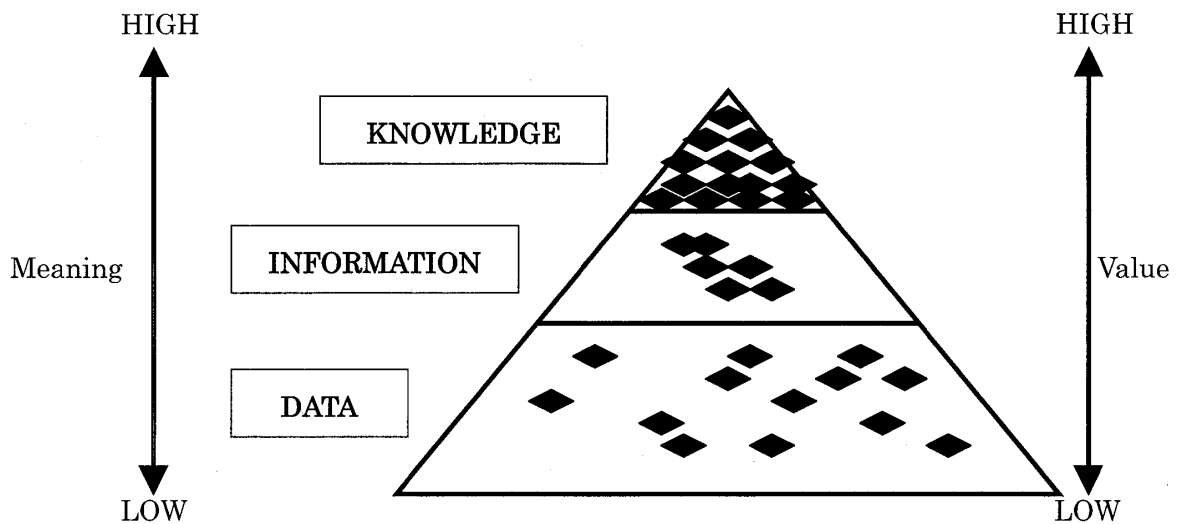 HIGH
HIGH
KNOWLEDGE
INFORMATION
Meaning
Value
DATA
LOW
LOW